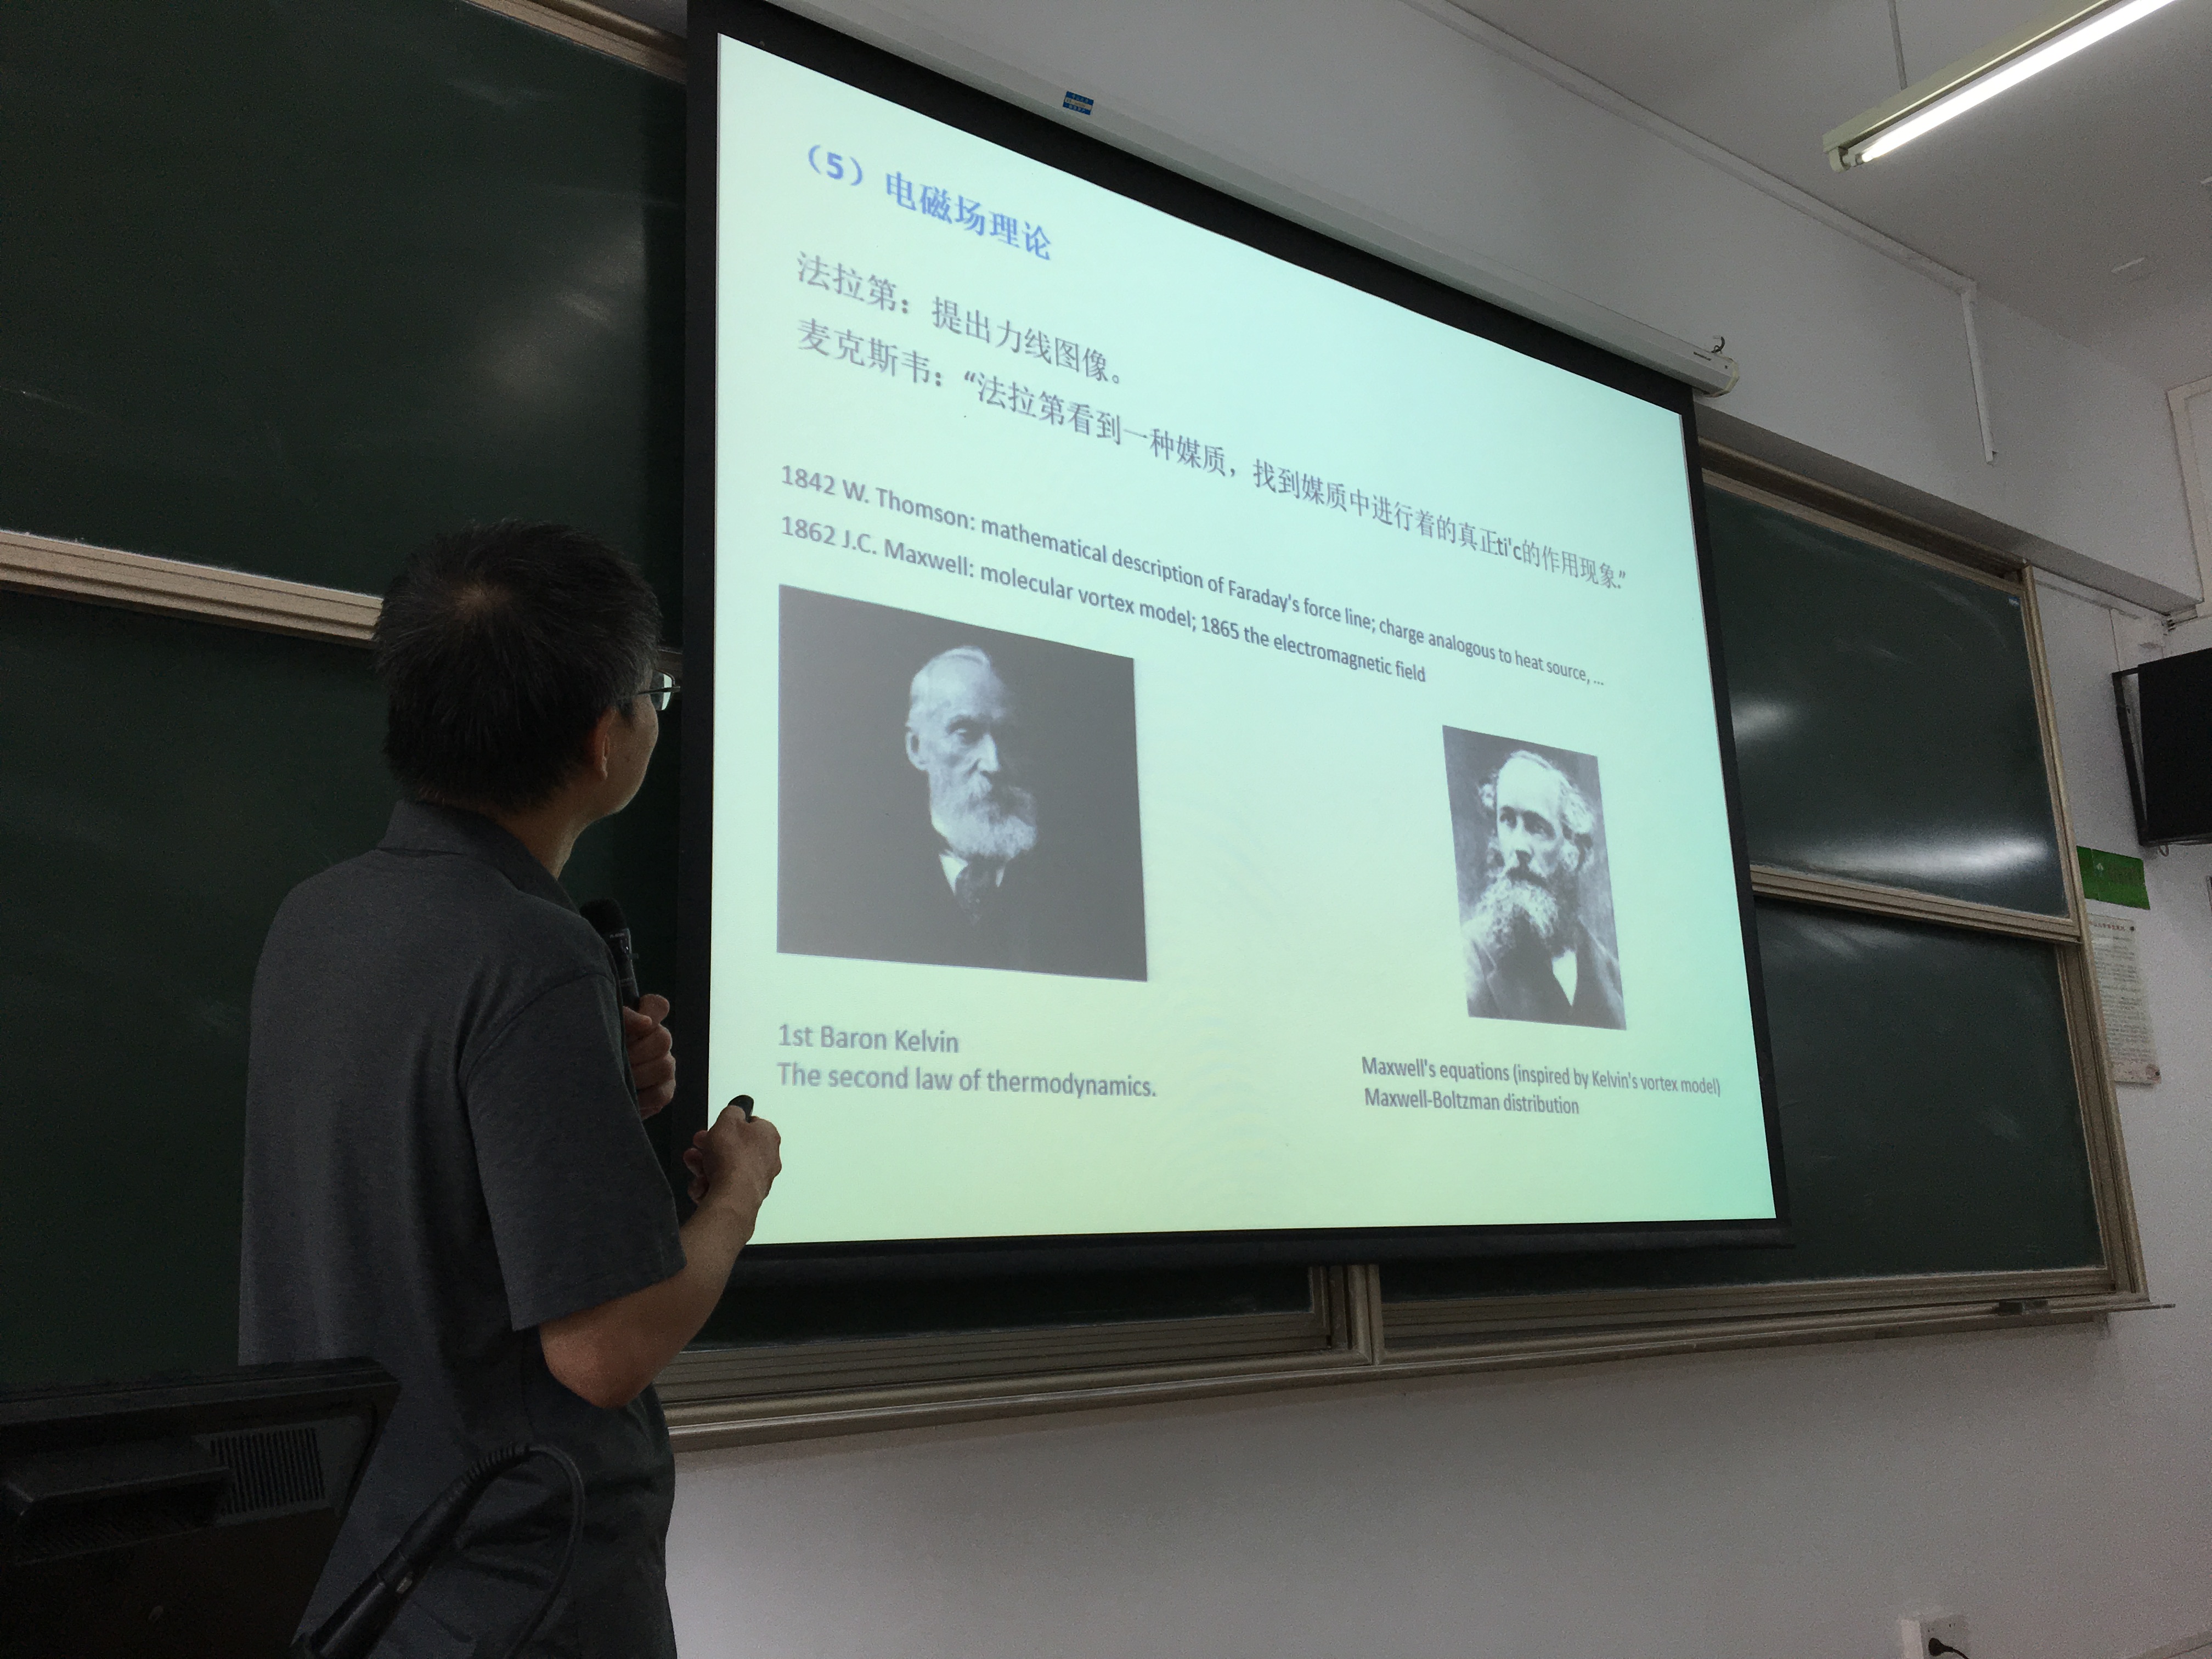 （5）电磁场理论
法拉第：提出力线图像。
麦克斯韦：“法拉第看到一种媒质，找到媒质中进行着的真正ti'c的作用现象.”
1842 W. Thomson: mathematical description of Faraday's force line; charge analogous to heat source, ...
1862 J.C. Maxwell: molecular vortex model; 1865 the electromagnetic field
1st Baron Kelvin
The second law of thermodynamics.
Maxwell's equations (inspired by Kelvin's vortex model)
Maxwell-Boltzman distribution